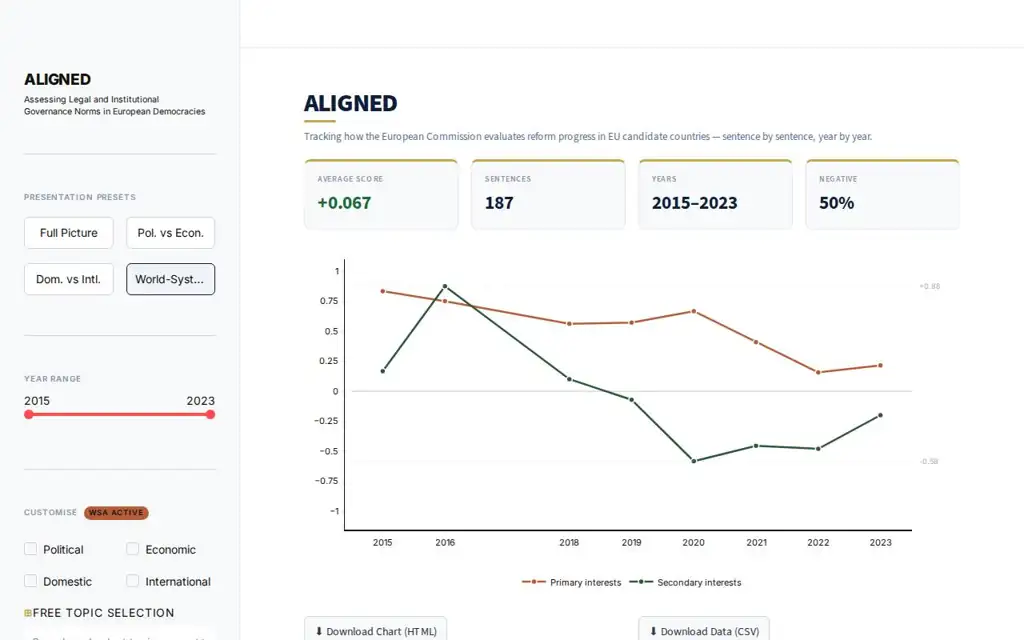 ALIGNED
Assessing Legal and Institutional
Governance Norms in European Democracies
PRESENTATION PRESETS
Full Picture
Pol. vs Econ.
Dom. vs Intl.
World-Syst...
YEAR RANGE
2015 2023
CUSTOMISE WSA ACTIVE
Political
Economic
Domestic
International
FREE TOPIC SELECTION
ALIGNED
Tracking how the European Commission evaluates reform progress in EU candidate countries — sentence by sentence, year by year.
AVERAGE SCORE
+0.067
SENTENCES
187
YEARS
2015–2023
NEGATIVE
50%
1
0.75
0.5
0.25
0
−0.25
−0.5
−0.75
−1
+0.88
-0.58
2015 2016 2018 2019 2020 2021 2022 2023
Primary interests Secondary interests
⬇ Download Chart (HTML)
⬇ Download Data (CSV)